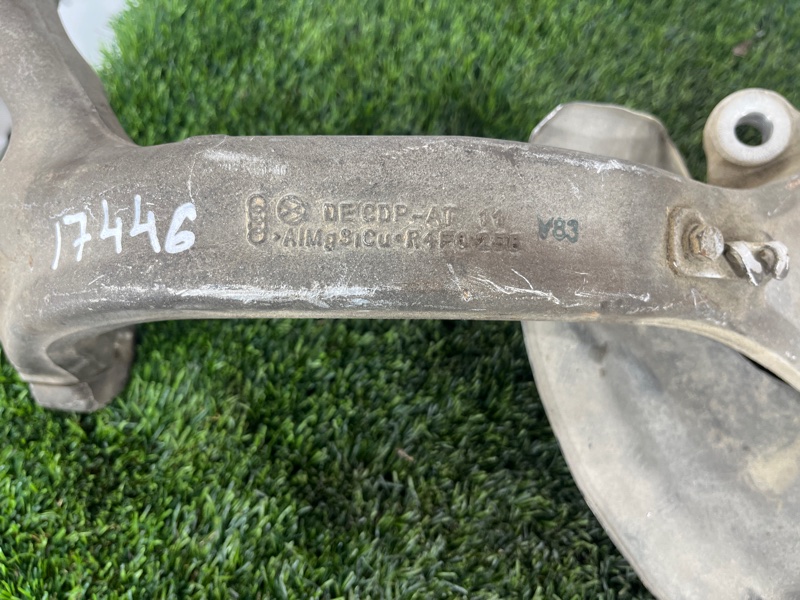 17446
DE CDP-AT 11
>AlMgSiCu<
V83